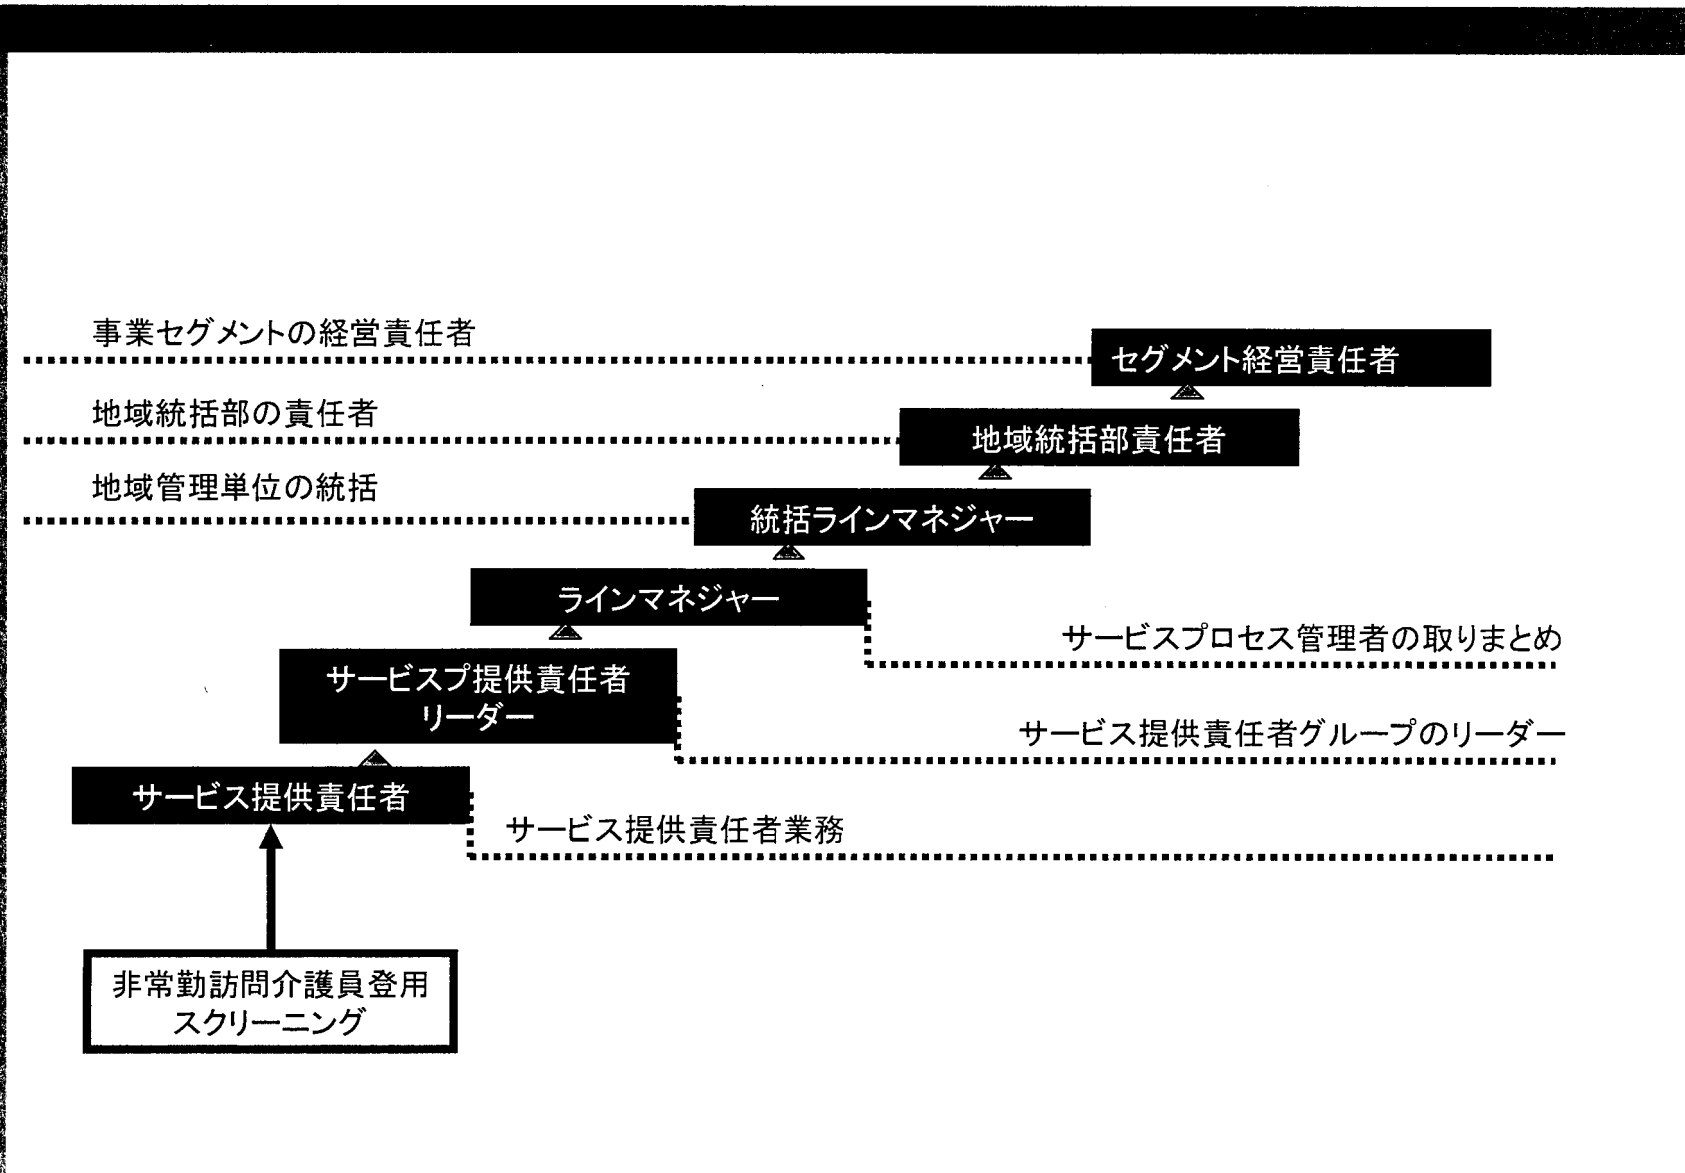 事業セグメントの経営責任者
セグメント経営責任者
地域統括部の責任者
地域統括部責任者
地域管理単位の統括
統括ラインマネジャー
ラインマネジャー
サービスプロセス管理者の取りまとめ
サービスプ提供責任者
リーダー
サービス提供責任者グループのリーダー
サービス提供責任者
サービス提供責任者業務
非常勤訪問介護員登用
スクリーニング